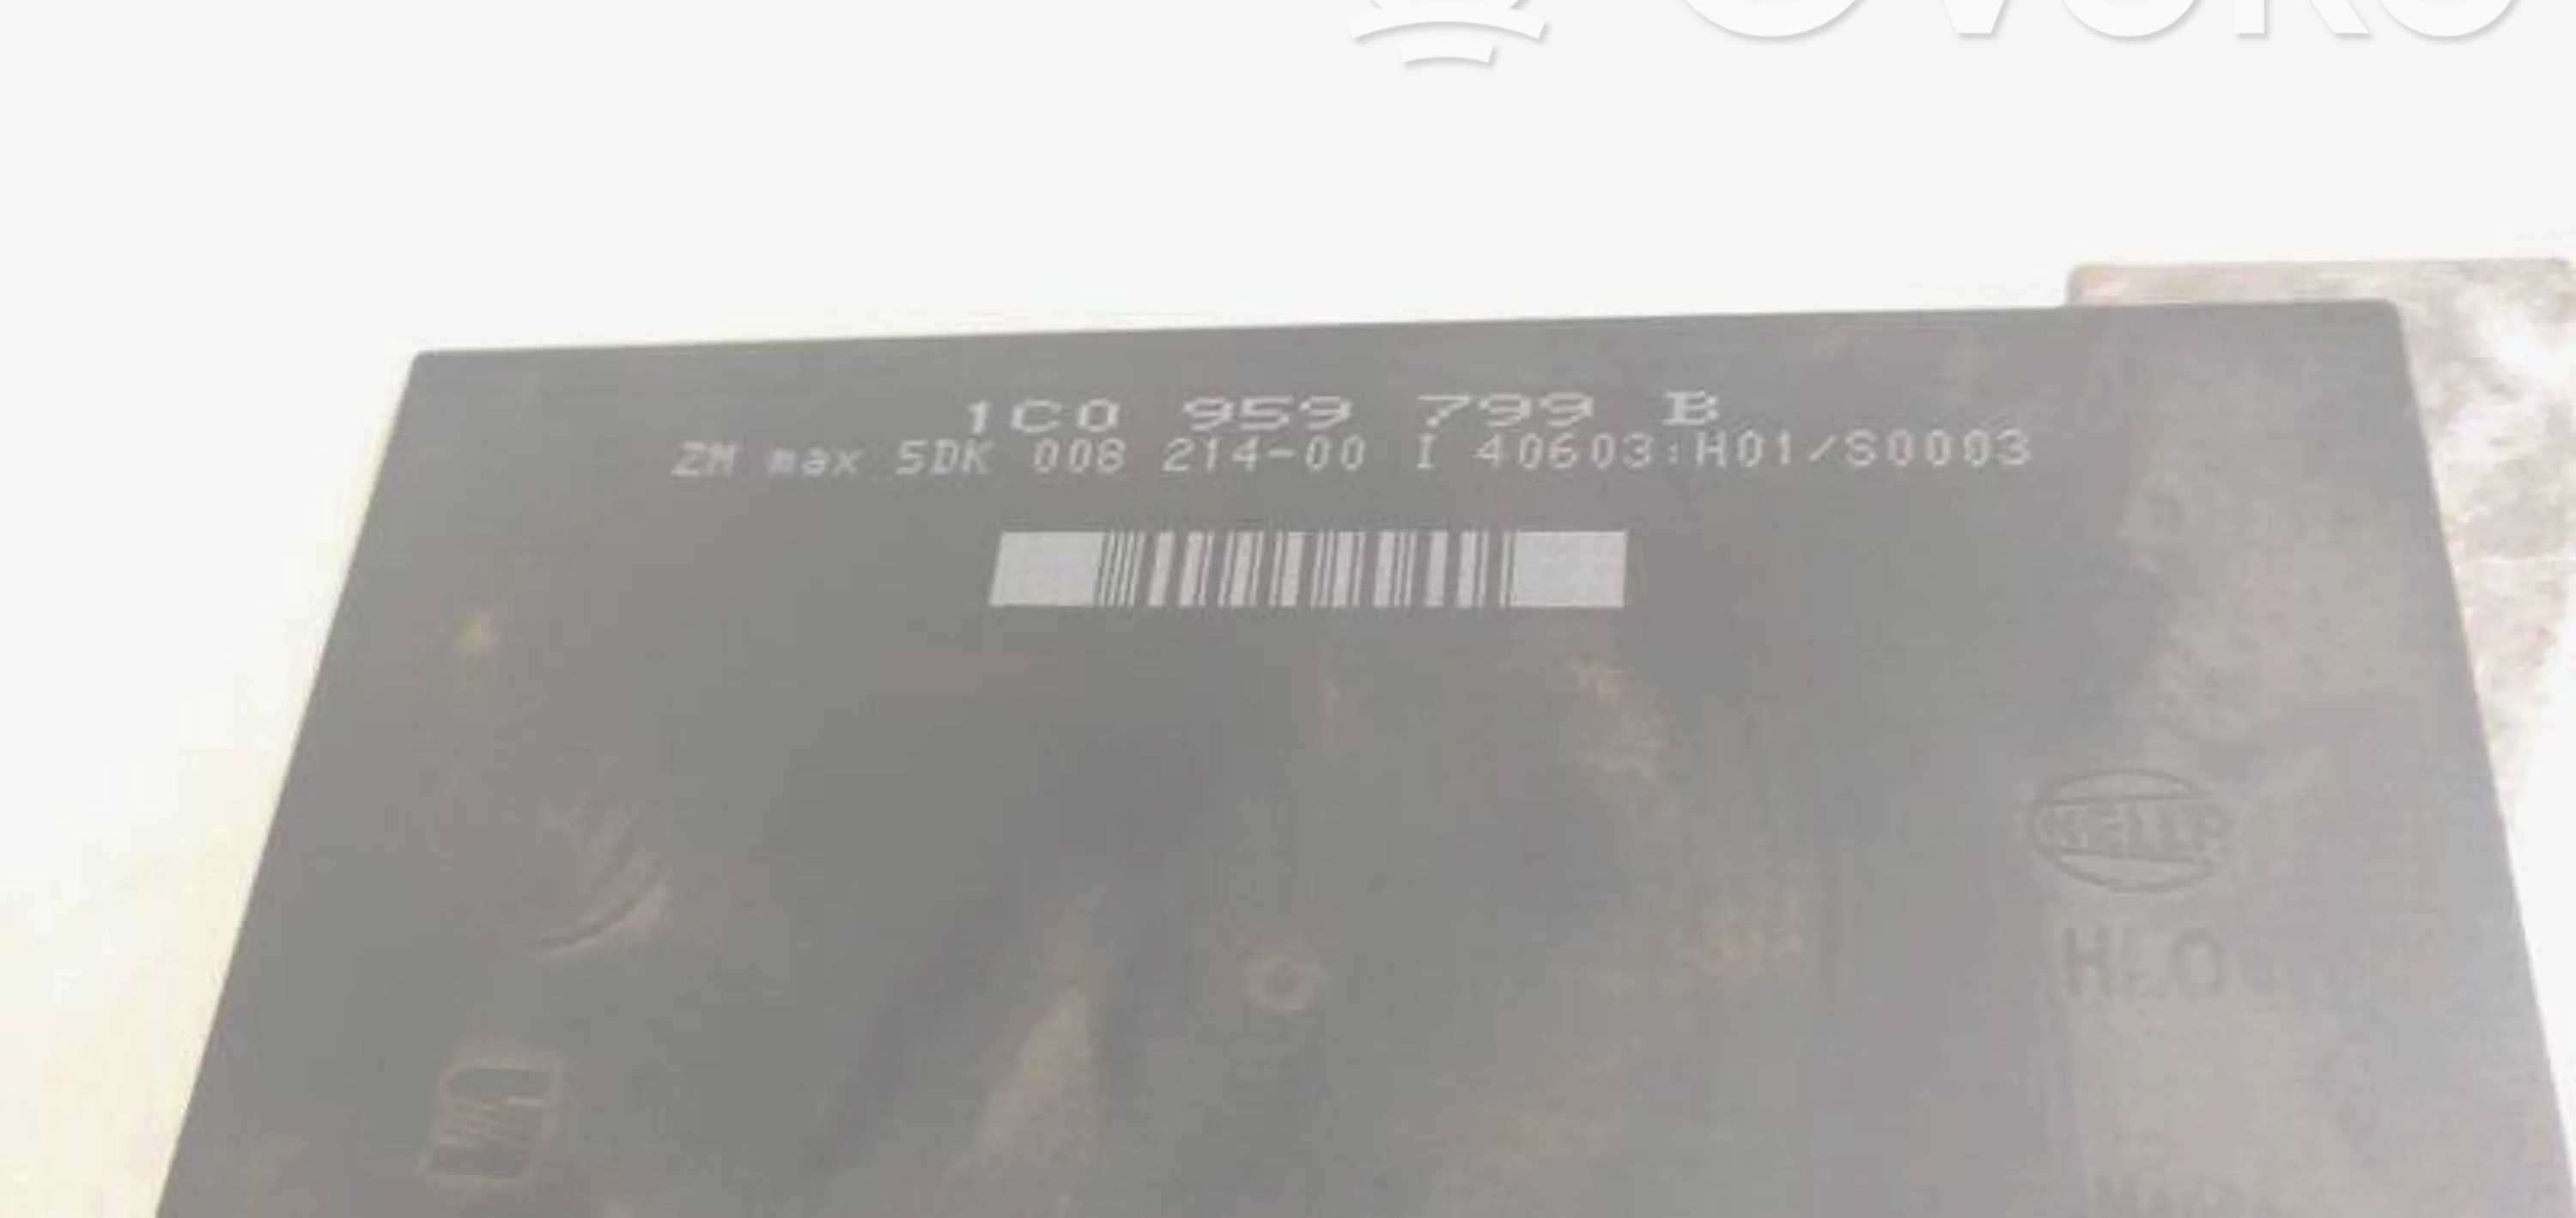 1C0 959 799 B
ZM max 5DK 008 214-00 I 40603:H01/S0003
HELLA